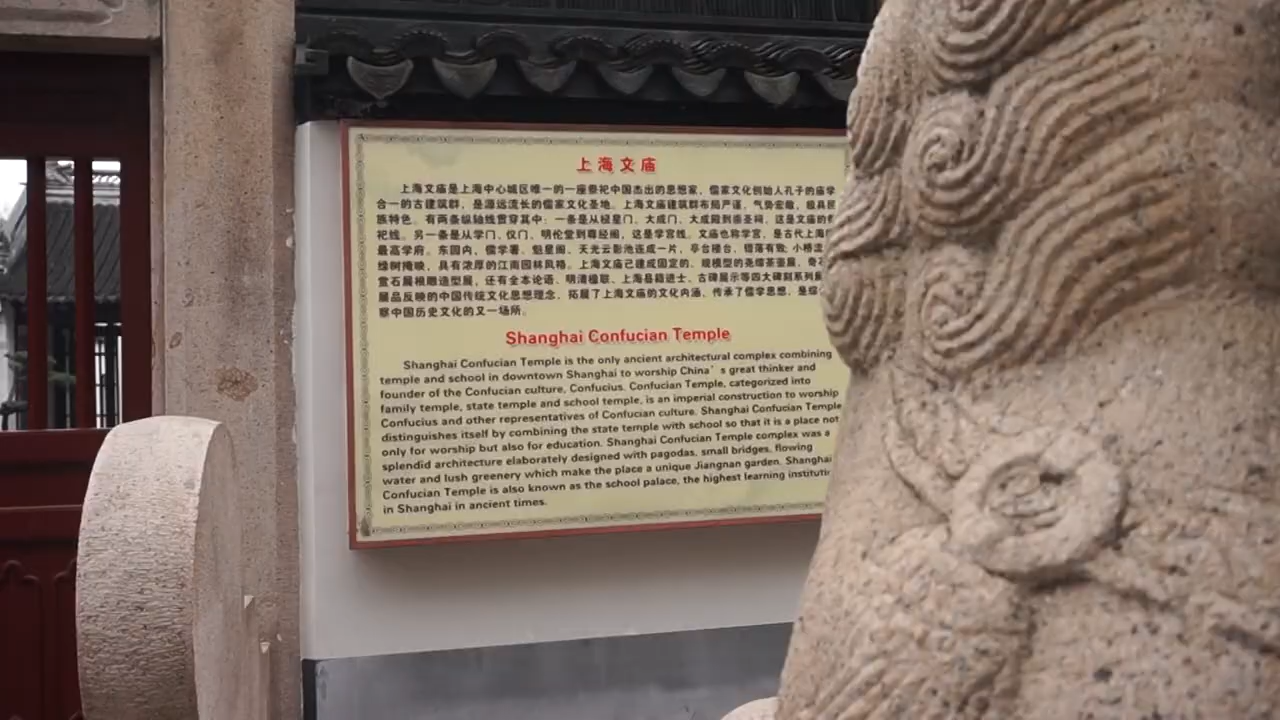 上海文庙
上海文庙是上海中心城区唯一的一座祭祀中国杰出的思想家、儒家文化创始人孔子的庙学
合一的古建筑群，是源远流长的儒家文化圣地。上海文庙建筑群布局严谨，气势宏敞，极具民
族特色。有两条纵轴线贯穿其中：一条是从棂星门、大成门、大成殿到崇圣祠，这是文庙的祭
祀线。另一条是从学门、仪门、明伦堂到尊经阁，这是学宫线。文庙也称学宫，是古代上海的
最高学府。东园内，儒学署、魁星阁、天光云影池连成一片，亭台楼台，错落有致，小桥流
绿树掩映，具有浓厚的江南园林风格。上海文庙已建成固定的、规模型的尧舜茶壶展、奇石
堂石展根雕造型展，还有全本论语、明清楹联、上海县籍进士、古碑展示等四大碑刻系列展
展品反映的中国传统文化思想理念，拓展了上海文庙的文化内涵，传承了儒学思想，是综
察中国历史文化的又一场所。
Shanghai Confucian Temple
Shanghai Confucian Temple is the only ancient architectural complex combining
temple and school in downtown Shanghai to worship China's great thinker and
founder of the Confucian culture, Confucius. Confucian Temple, categorized into
family temple, state temple and school temple, is an imperial construction to worship
Confucius and other representatives of Confucian culture. Shanghai Confucian Temple
distinguishes itself by combining the state temple with school so that it is a place not
only for worship but also for education. Shanghai Confucian Temple complex was a
splendid architecture elaborately designed with pagodas, small bridges, flowing
water and lush greenery which make the place a unique Jiangnan garden. Shanghai
Confucian Temple is also known as the school palace, the highest learning
in Shanghai in ancient times.